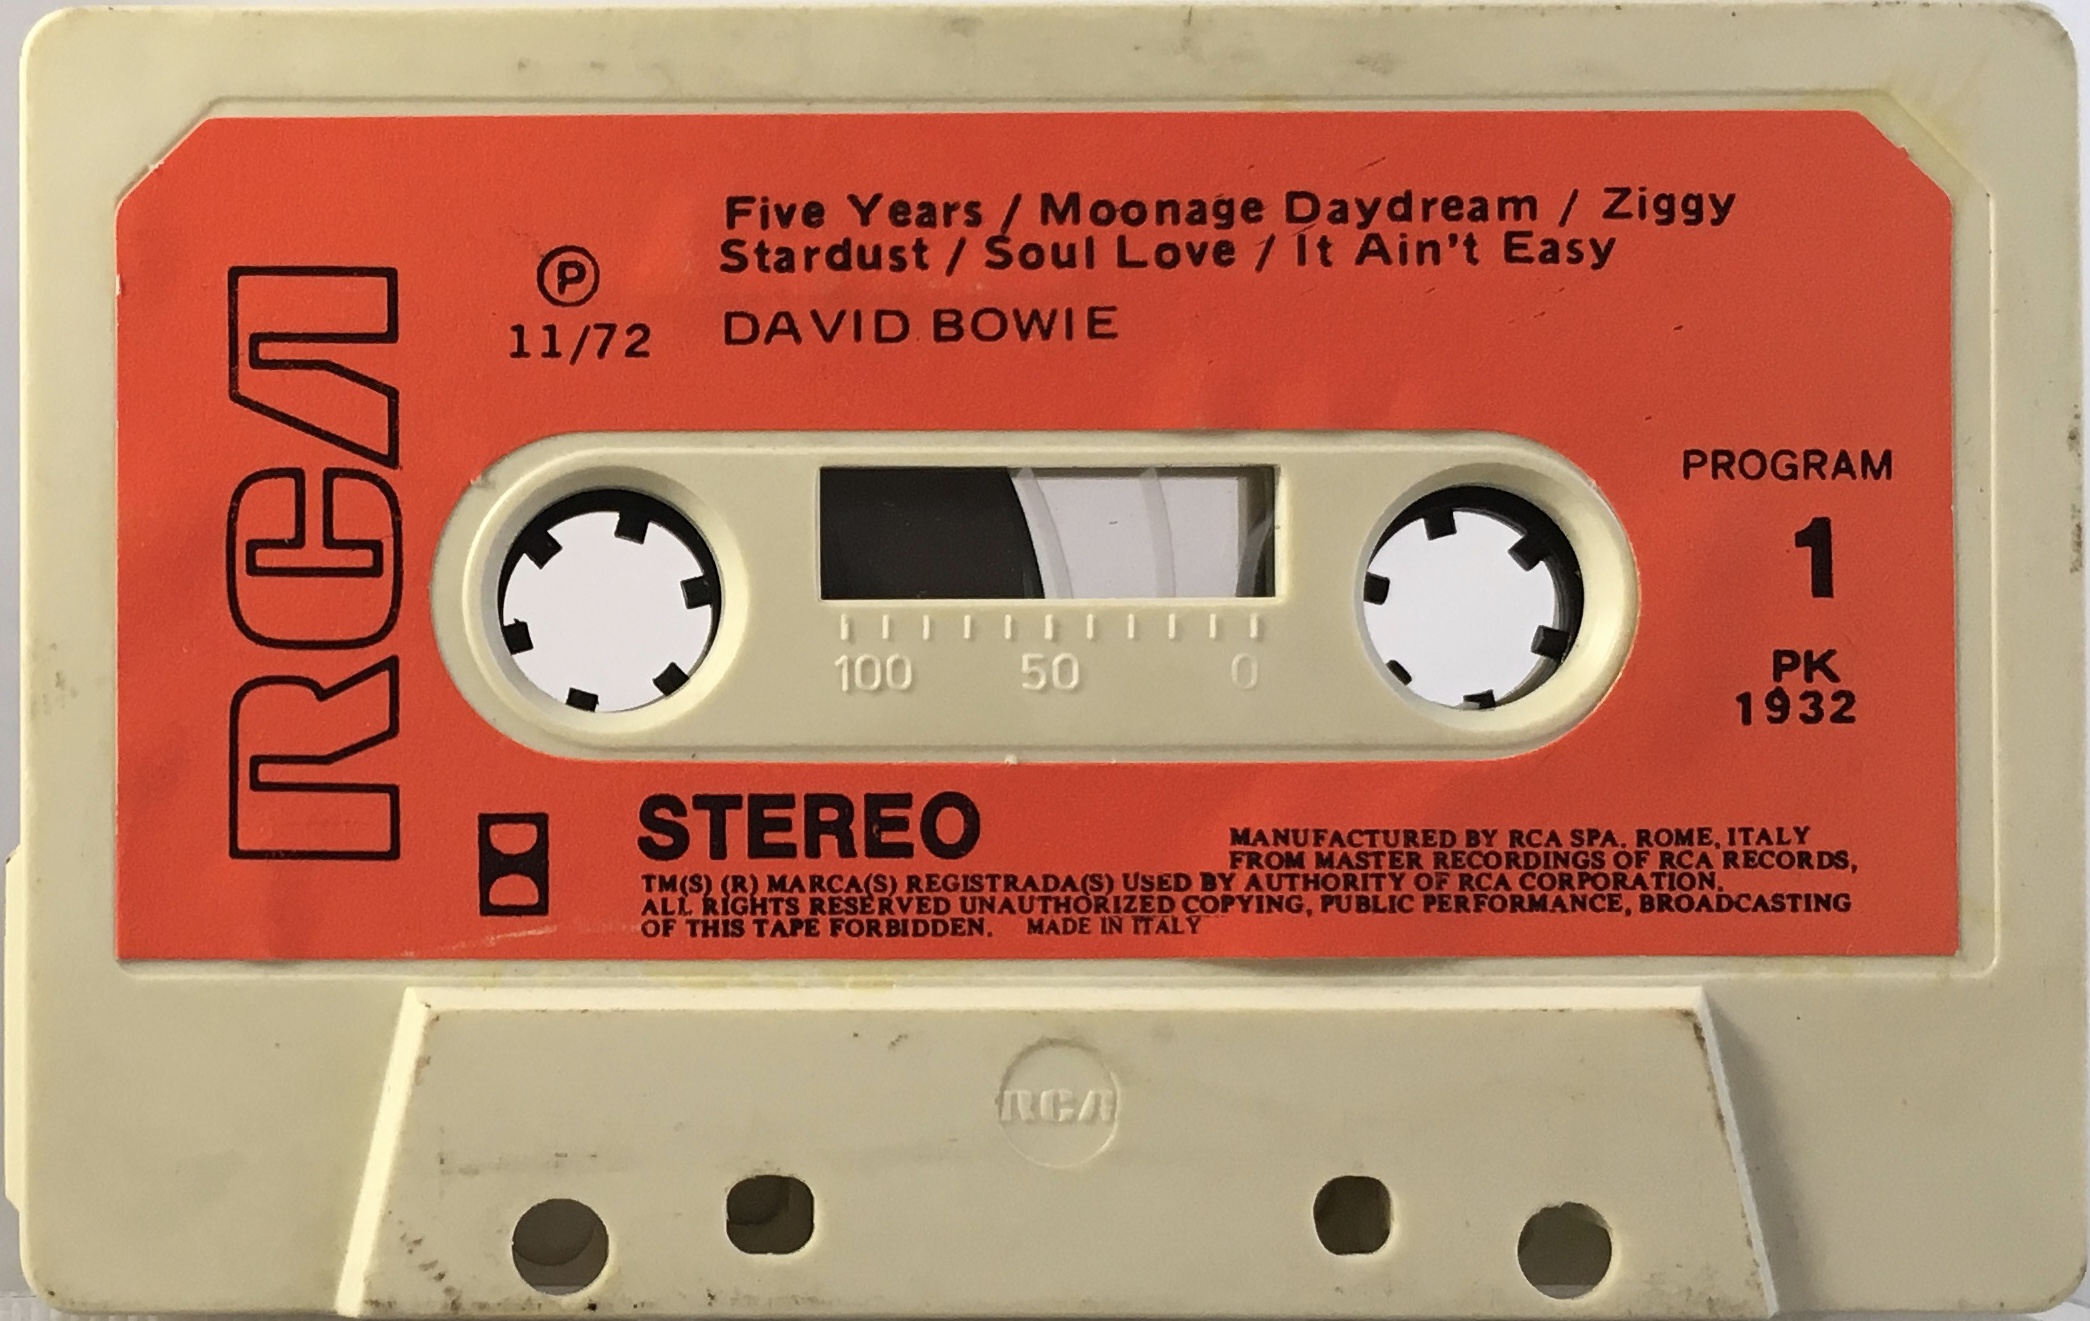 Five Years / Moonage Daydream / Ziggy
Stardust / Soul Love / It Ain't Easy
Ⓟ
11/72
DAVID BOWIE
RCA
PROGRAM
1
PK
1932
100 50 0
STEREO
MANUFACTURED BY RCA SPA. ROME, ITALY
FROM MASTER RECORDINGS OF RCA RECORDS,
TM(S) (R) MARCA(S) REGISTRADA(S) USED BY AUTHORITY OF RCA CORPORATION.
ALL RIGHTS RESERVED UNAUTHORIZED COPYING, PUBLIC PERFORMANCE, BROADCASTING
OF THIS TAPE FORBIDDEN. MADE IN ITALY
RCA